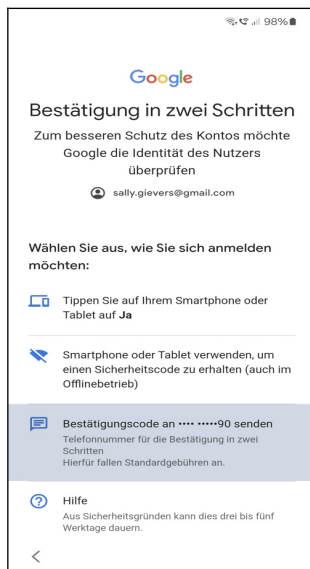 98%
Google
Bestätigung in zwei Schritten
Zum besseren Schutz des Kontos möchte
Google die Identität des Nutzers
überprüfen
sally.gievers@gmail.com
Wählen Sie aus, wie Sie sich anmelden
möchten:
Tippen Sie auf Ihrem Smartphone oder
Tablet auf Ja
Smartphone oder Tablet verwenden, um
einen Sicherheitscode zu erhalten (auch im
Offlinebetrieb)
Bestätigungscode an •••• •••••90 senden
Telefonnummer für die Bestätigung in zwei
Schritten
Hierfür fallen Standardgebühren an.
Hilfe
Aus Sicherheitsgründen kann dies drei bis fünf
Werktage dauern.